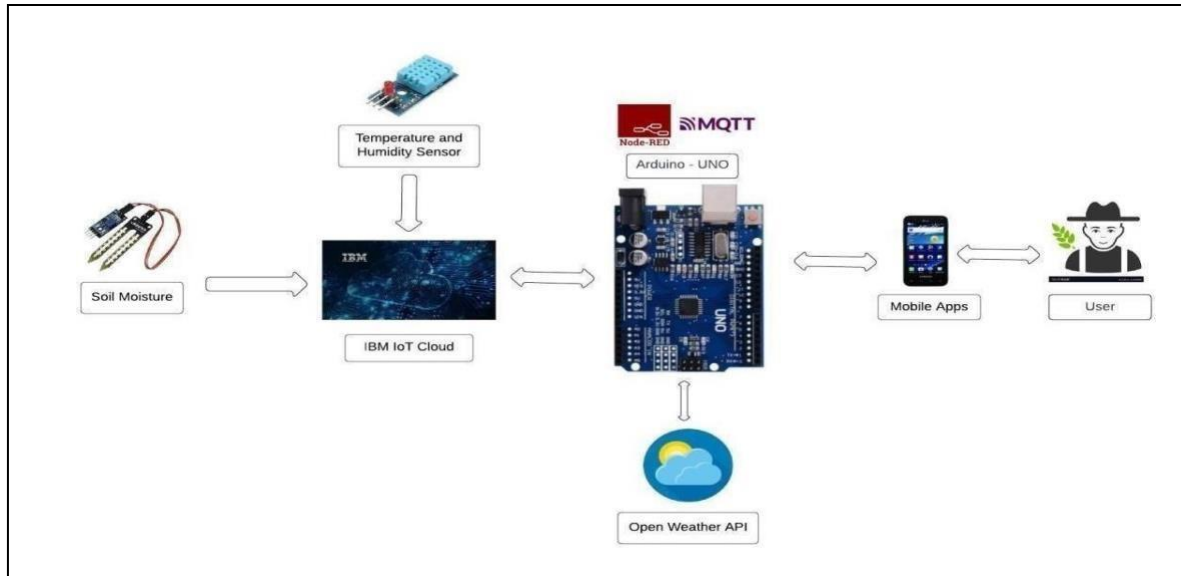 Temperature and
Humidity Sensor
Node-RED
MQTT
Arduino - UNO
IBM
Soil Moisture
IBM IoT Cloud
UNO
Mobile Apps
User
Open Weather API